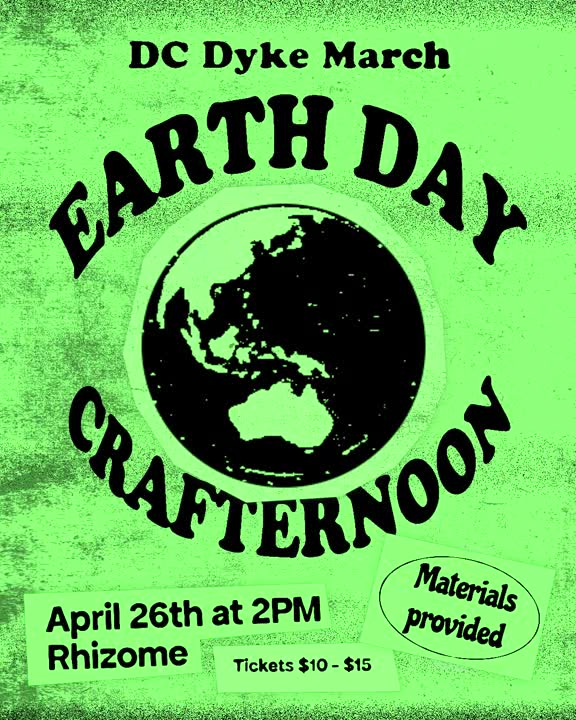 DC Dyke March
EARTH DAY
CRAFTERNOON
April 26th at 2PM
Rhizome
Tickets $10 - $15
Materials
provided